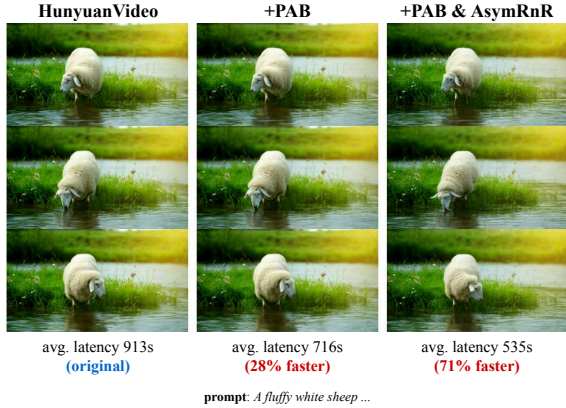 HunyuanVideo +PAB +PAB & AsymRnR
avg. latency 913s avg. latency 716s avg. latency 535s
(original) (28% faster) (71% faster)
prompt: A fluffy white sheep ...